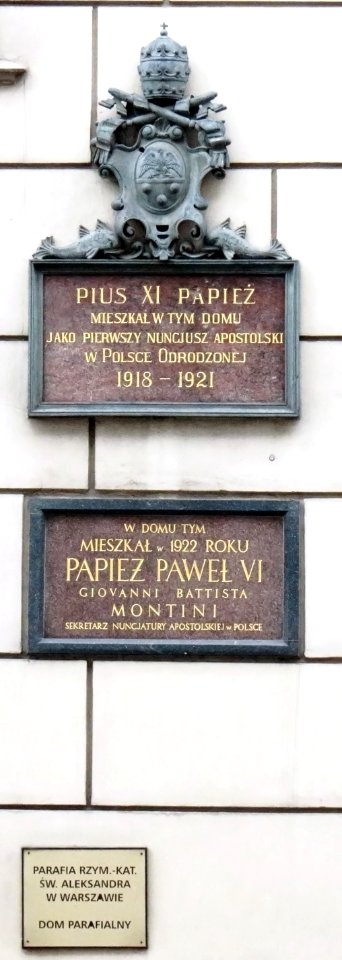 PIUS XI PAPIEŻ
MIESZKAŁ W TYM DOMU
JAKO PIERWSZY NUNCJUSZ APOSTOLSKI
W POLSCE ODRODZONEJ
1918 – 1921
W DOMU TYM
MIESZKAŁ W 1922 ROKU
PAPIEŻ PAWEŁ VI
GIOVANNI BATTISTA
MONTINI
SEKRETARZ NUNCJATURY APOSTOLSKIEJ W POLSCE
PARAFIA RZYM.-KAT.
ŚW. ALEKSANDRA
W WARSZAWIE
DOM PARAFIALNY